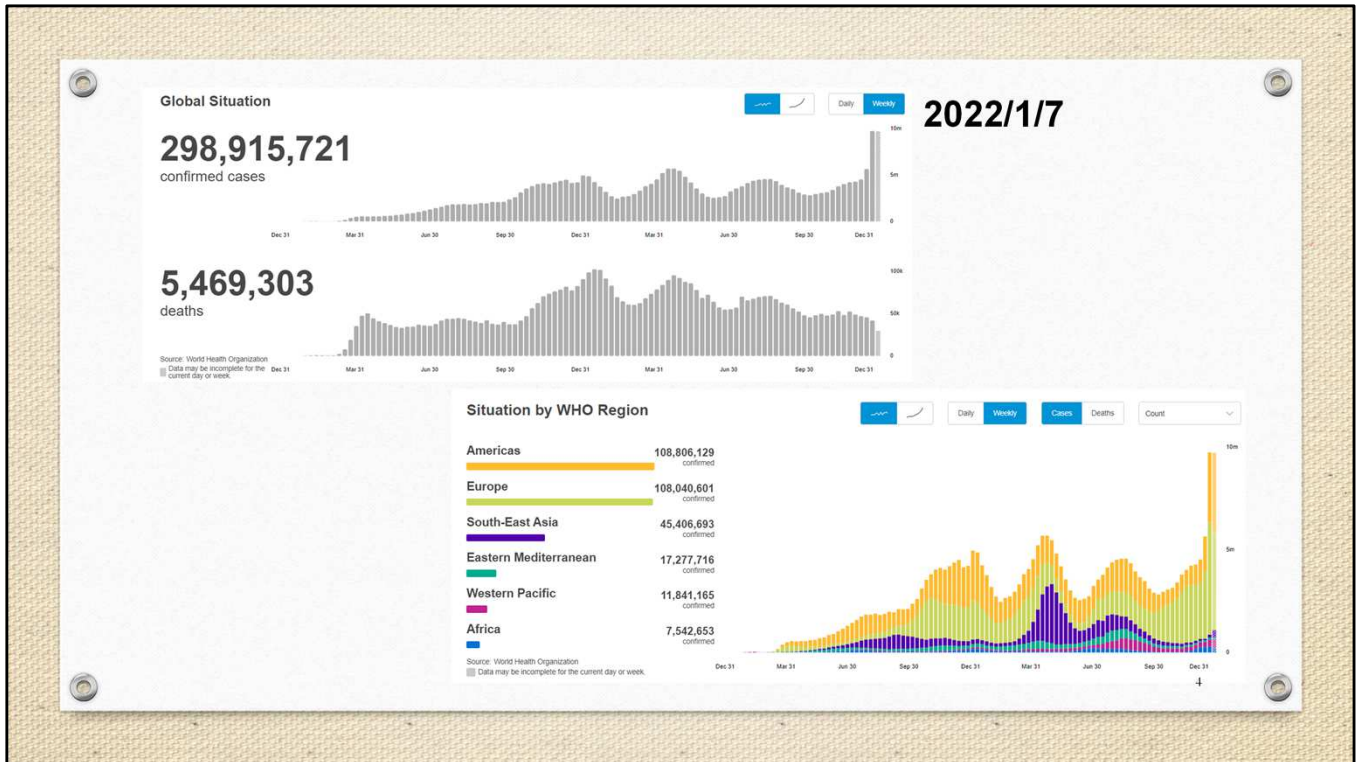 Global Situation
Daily
Weekly
2022/1/7
298,915,721
confirmed cases
10m
5m
0
Dec 31
Mar 31
Jun 30
Sep 30
Dec 31
Mar 31
Jun 30
Sep 30
Dec 31
5,469,303
deaths
100k
50k
0
Source: World Health Organization
Data may be incomplete for the
current day or week.
Dec 31
Mar 31
Jun 30
Sep 30
Dec 31
Mar 31
Jun 30
Sep 30
Dec 31
Situation by WHO Region
Daily
Weekly
Cases
Deaths
Count
Americas
108,806,129
confirmed
Europe
108,040,601
confirmed
South-East Asia
45,406,693
confirmed
Eastern Mediterranean
17,277,716
confirmed
Western Pacific
11,841,165
confirmed
Africa
7,542,653
confirmed
Source: World Health Organization
Data may be incomplete for the current day or week.
10m
5m
0
Dec 31
Mar 31
Jun 30
Sep 30
Dec 31
Mar 31
Jun 30
Sep 30
Dec 31
4